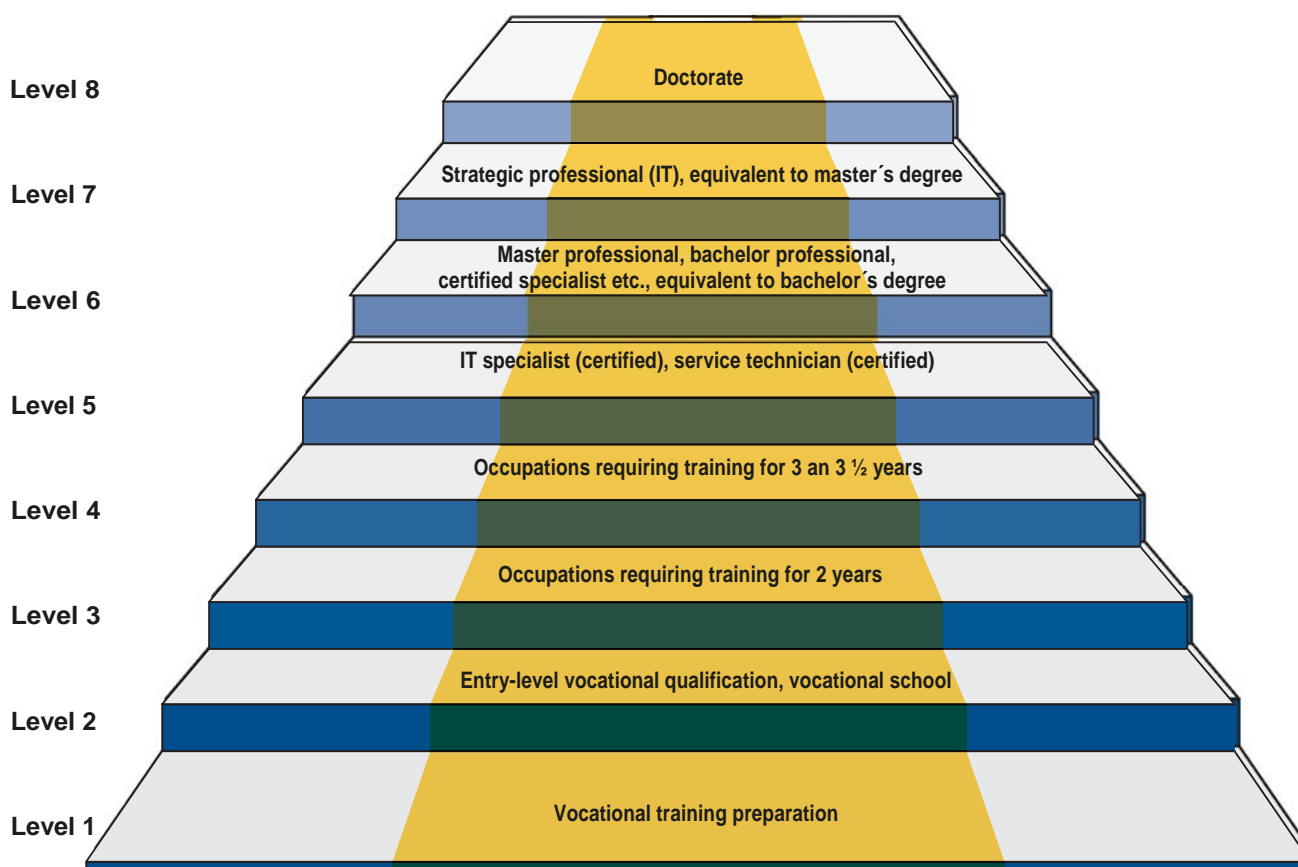 Level 8
Doctorate
Level 7
Strategic professional (IT), equivalent to master´s degree
Level 6
Master professional, bachelor professional,
certified specialist etc., equivalent to bachelor´s degree
Level 5
IT specialist (certified), service technician (certified)
Level 4
Occupations requiring training for 3 an 3 ½ years
Level 3
Occupations requiring training for 2 years
Level 2
Entry-level vocational qualification, vocational school
Level 1
Vocational training preparation